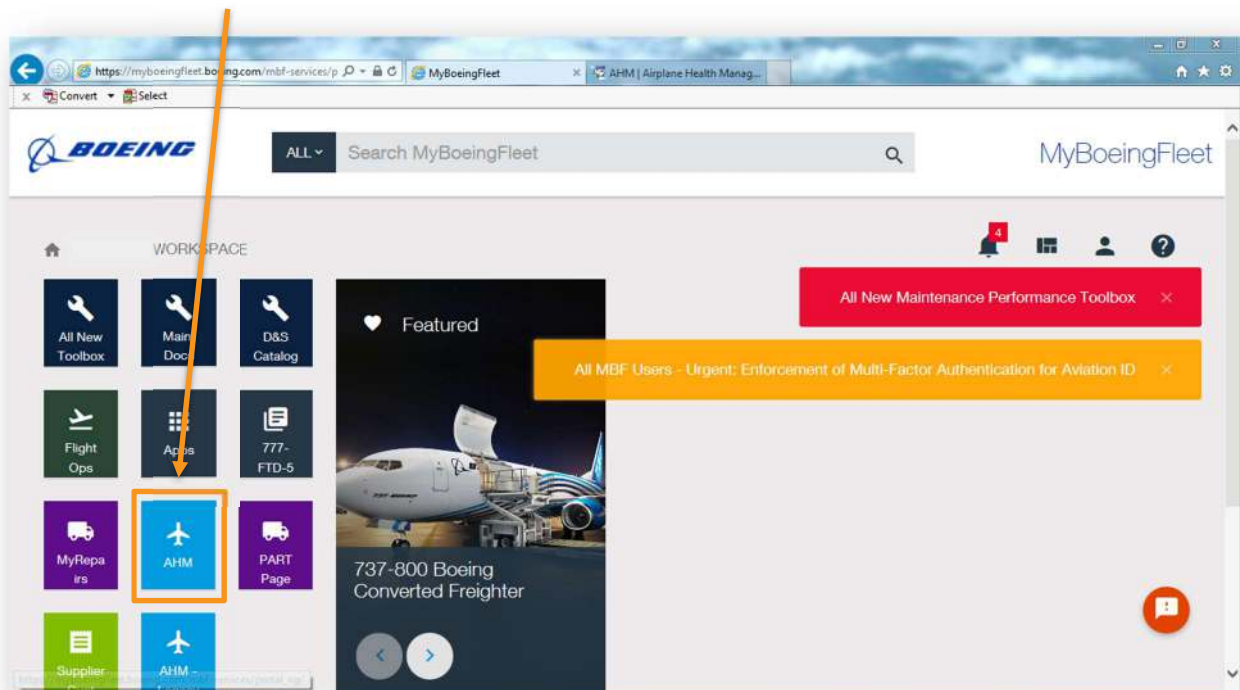 https://myboeingfleet.boeing.com/mbf-services/p
MyBoeingFleet
AHM | Airplane Health Manag...
x Convert Select
BOEING
ALL
Search MyBoeingFleet
MyBoeingFleet
WORKSPACE
4
All New Maintenance Performance Toolbox
All MBF Users - Urgent: Enforcement of Multi-Factor Authentication for Aviation ID
All New
Toolbox
Main
Doc
D&S
Catalog
Featured
Flight
Ops
Apps
777-
FTD-5
MyRepa
irs
AHM
PART
Page
737-800 Boeing
Converted Freighter
Supplier
AHM -